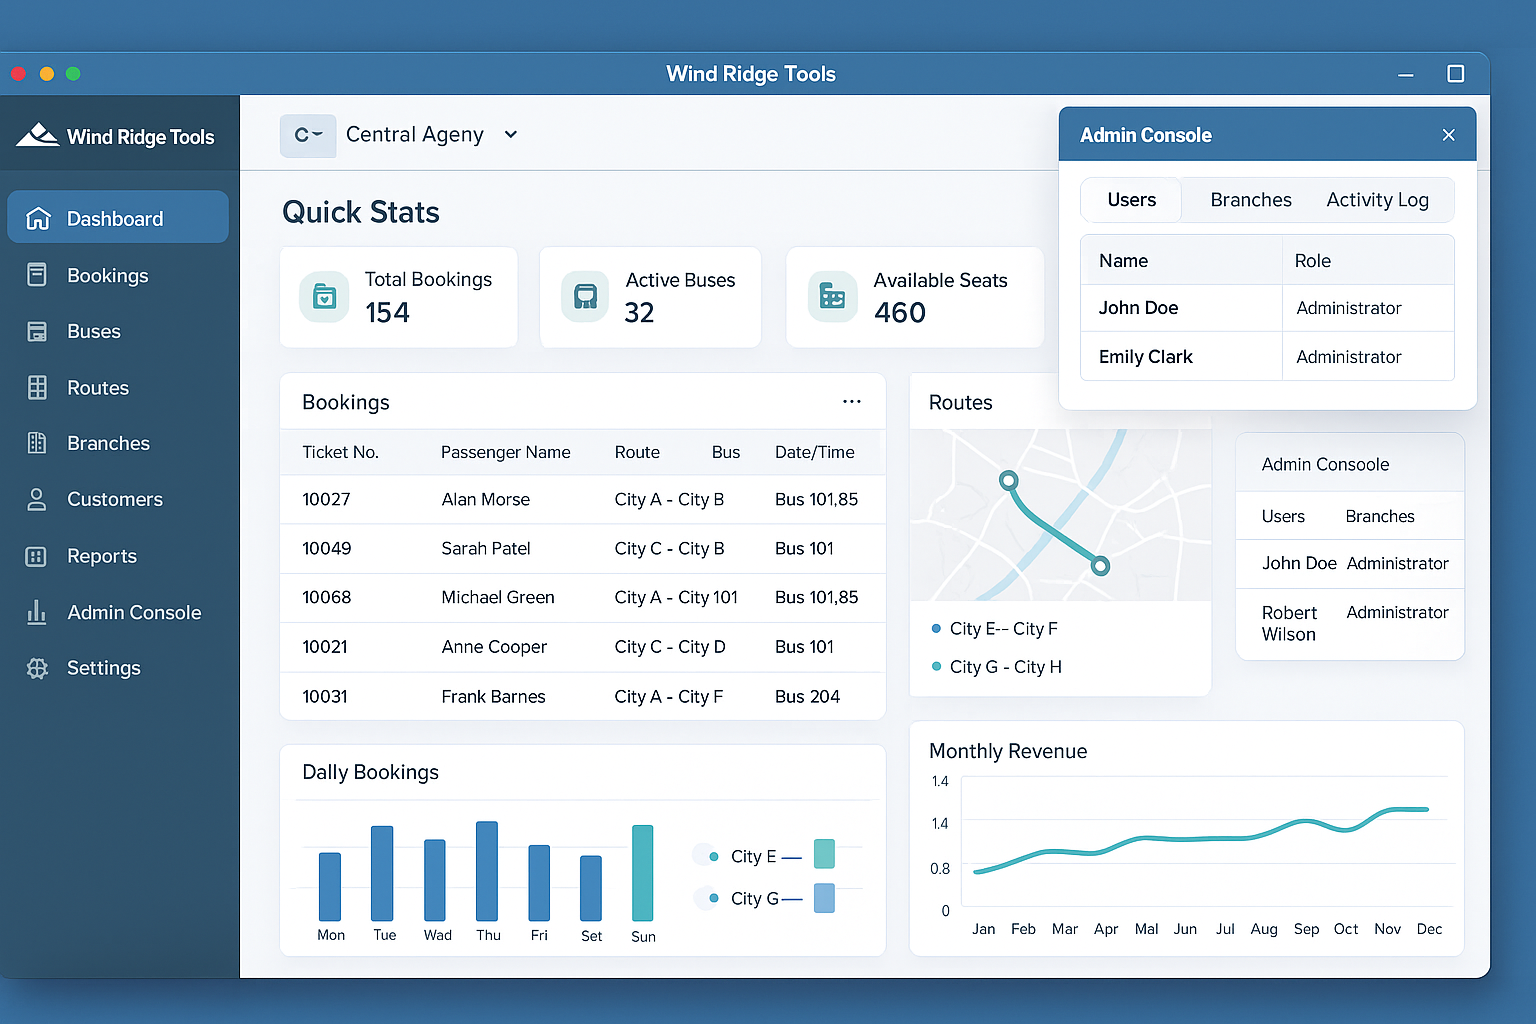 Wind Ridge Tools
Wind Ridge Tools
C
Central Ageny
Dashboard
Bookings
Buses
Routes
Branches
Customers
Reports
Admin Console
Settings
Quick Stats
Total Bookings
154
Active Buses
32
Available Seats
460
Admin Console
Users Branches Activity Log
Name Role
John Doe Administrator
Emily Clark Administrator
Bookings
Ticket No. Passenger Name Route Bus Date/Time
10027 Alan Morse City A - City B Bus 101,85
10049 Sarah Patel City C - City B Bus 101
10068 Michael Green City A - City 101 Bus 101,85
10021 Anne Cooper City C - City D Bus 101
10031 Frank Barnes City A - City F Bus 204
Routes
City E-- City F
City G - City H
Admin Consoole
Users Branches
John Doe Administrator
Robert Administrator
Wilson
Dally Bookings
City E
City G
Mon Tue Wad Thu Fri Set Sun
Monthly Revenue
1.4
1.4
0.8
0
Jan Feb Mar Apr Mal Jun Jul Aug Sep Oct Nov Dec